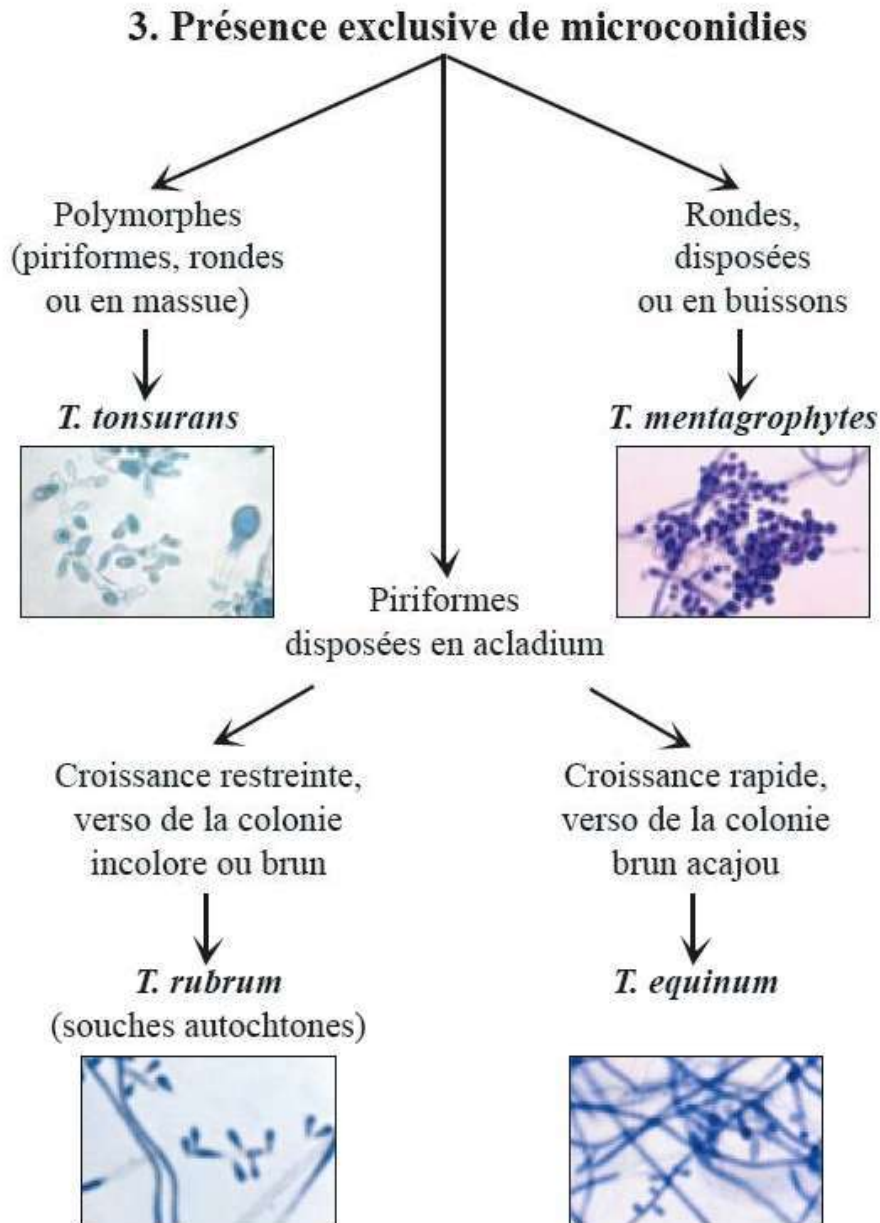 3. Présence exclusive de microconidies
Polymorphes
(piriformes, rondes
ou en massue)
T. tonsurans
Rondes,
disposées
ou en buissons
T. mentagrophytes
Piriformes
disposées en acladium
Croissance restreinte,
verso de la colonie
incolore ou brun
T. rubrum
(souches autochtones)
Croissance rapide,
verso de la colonie
brun acajou
T. equinum